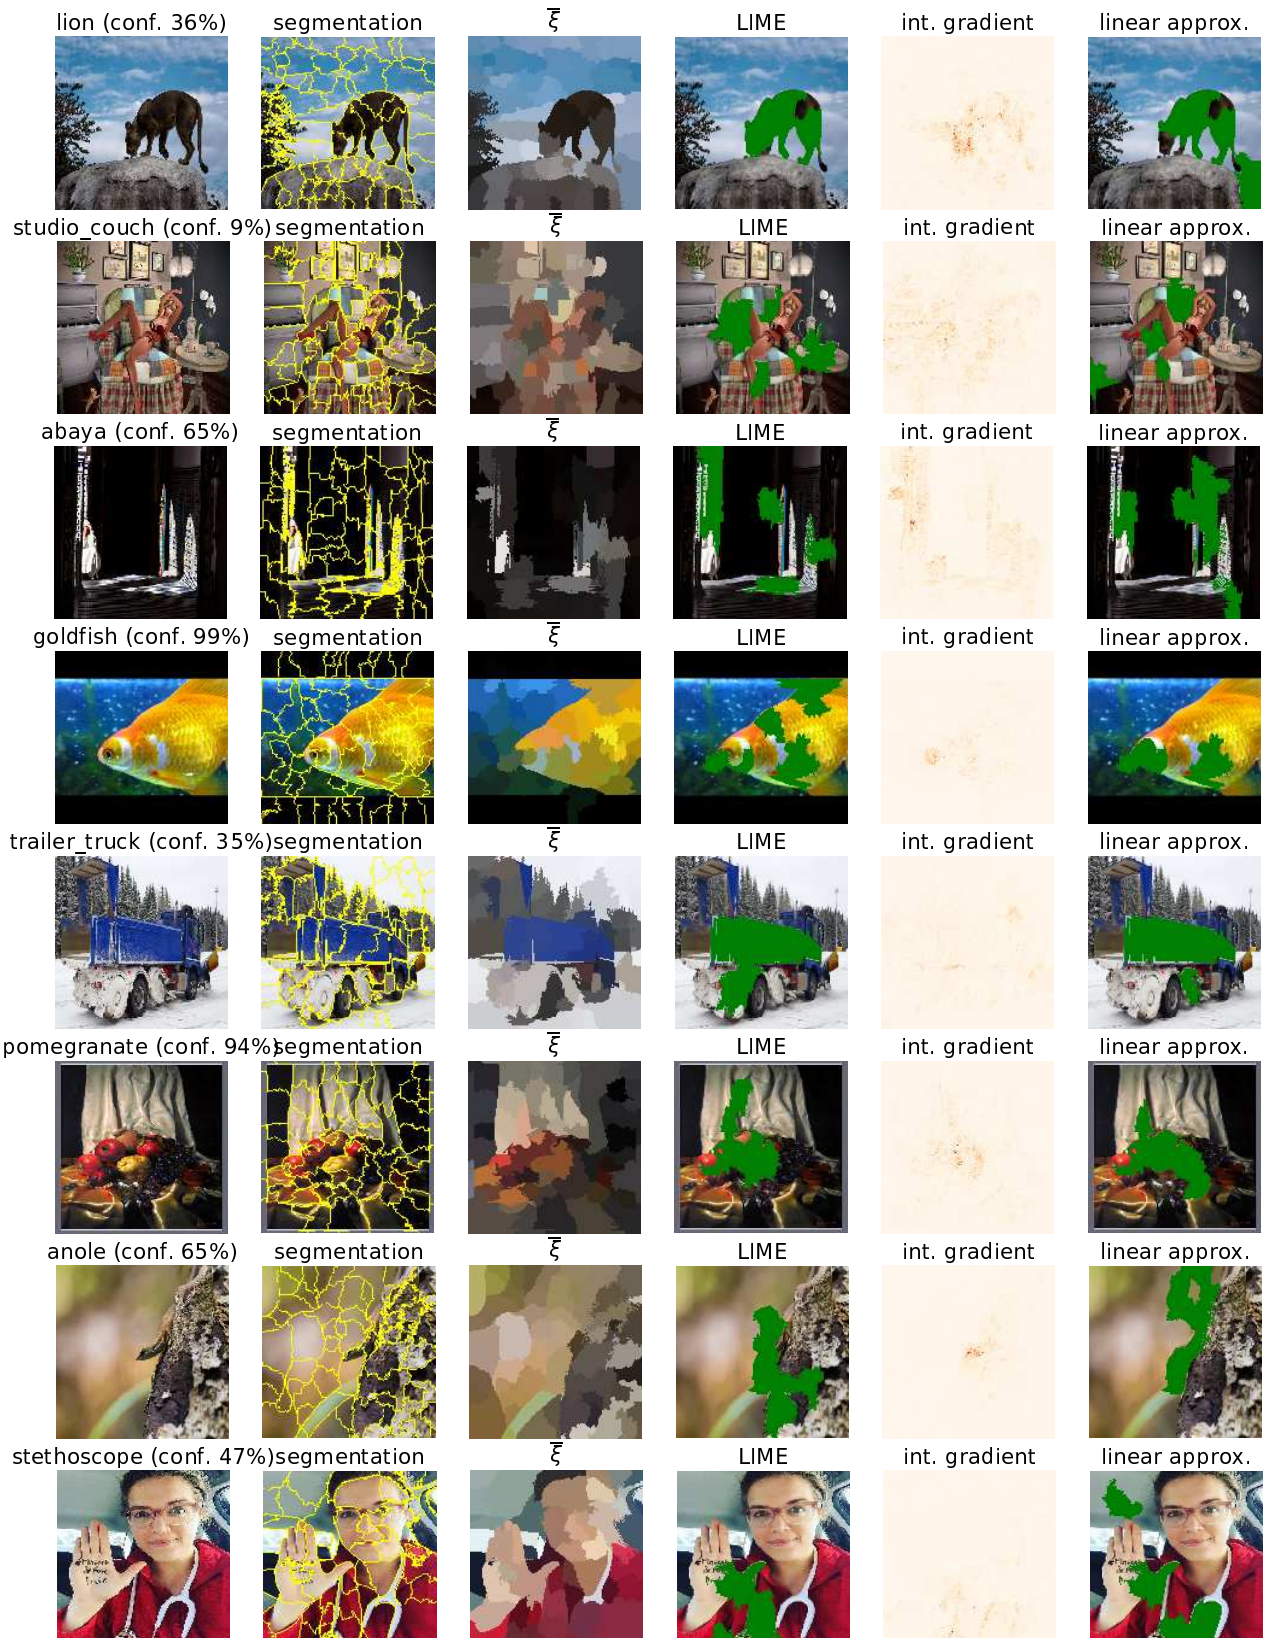 lion (conf. 36%) segmentation ξ̅ LIME int. gradient linear approx.
studio_couch (conf. 9%) segmentation ξ̅ LIME int. gradient linear approx.
abaya (conf. 65%) segmentation ξ̅ LIME int. gradient linear approx.
goldfish (conf. 99%) segmentation ξ̅ LIME int. gradient linear approx.
trailer_truck (conf. 35%) segmentation ξ̅ LIME int. gradient linear approx.
pomegranate (conf. 94%) segmentation ξ̅ LIME int. gradient linear approx.
anole (conf. 65%) segmentation ξ̅ LIME int. gradient linear approx.
stethoscope (conf. 47%) segmentation ξ̅ LIME int. gradient linear approx.